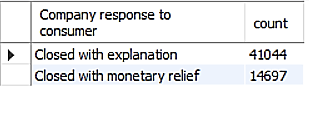 Company response to
consumer
count
Closed with explanation 41044
Closed with monetary relief 14697